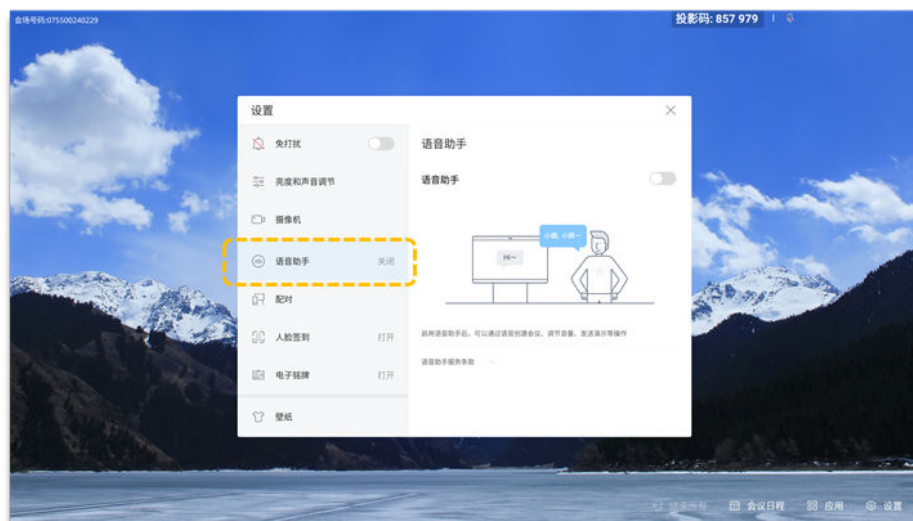 会场号码:075500240229
投影码: 857 979
设置
免打扰
亮度和声音调节
摄像机
语音助手 关闭
配对
人脸签到 打开
电子铭牌 打开
壁纸
语音助手
语音助手
小微, 小微~
Hi~
启用语音助手后，可以通过语音创建会议、调节音量、发送演示等操作
语音助手服务条款
结束所有 会议日程 应用 设置